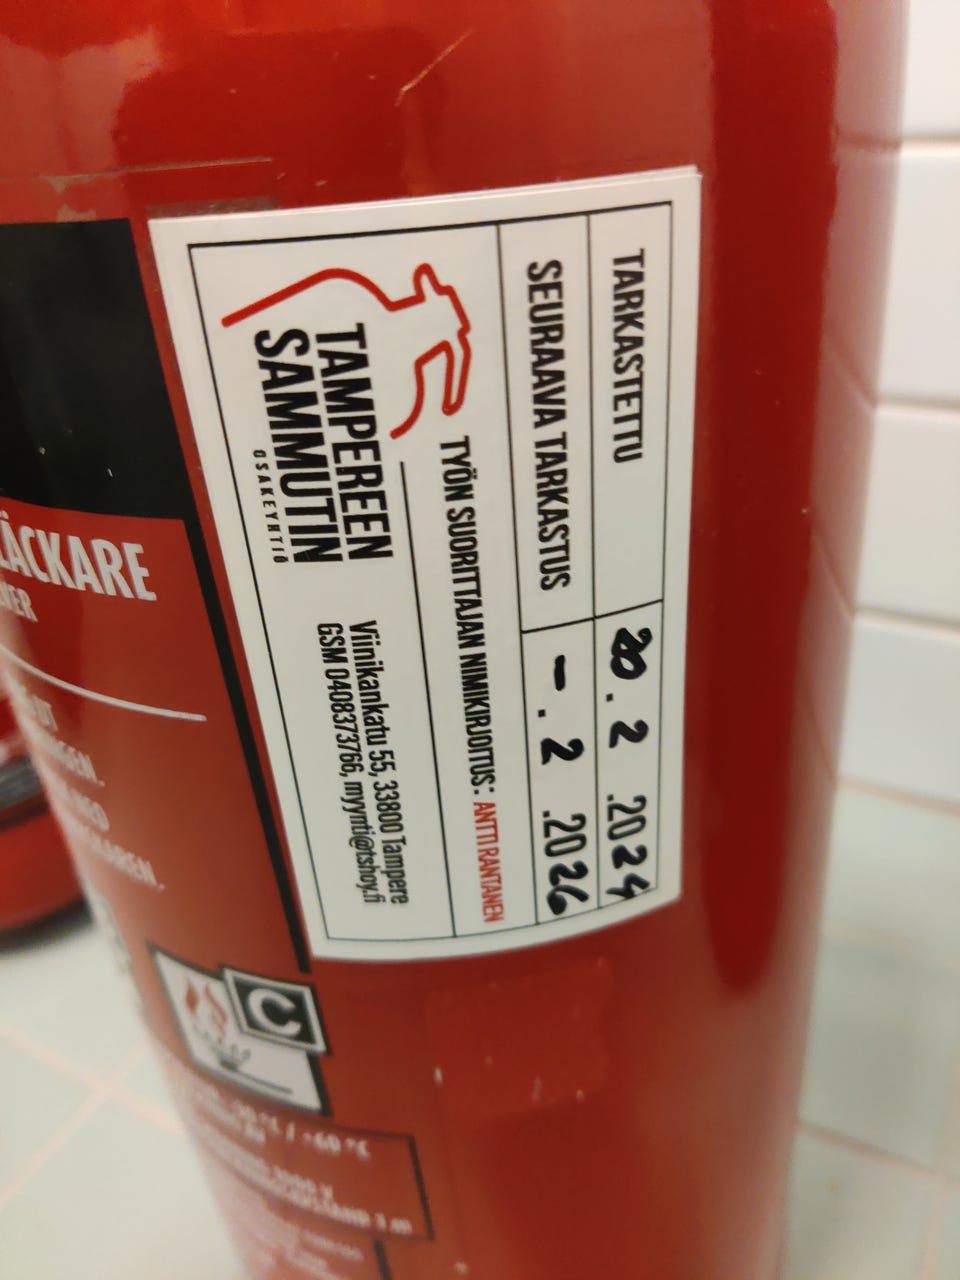 TARKASTETTU 20. 2 .2024
SEURAAVA TARKASTUS -. 2 .2026
TYÖN SUORITTAJAN NIMIKIRJOITUS: ANTTI RANTANEN
TAMPEREEN
SAMMUTIN
OSAKEYHTIÖ
Viinikankatu 55, 33800 Tampere
GSM 0408373766, myynti@tshoy.fi
C